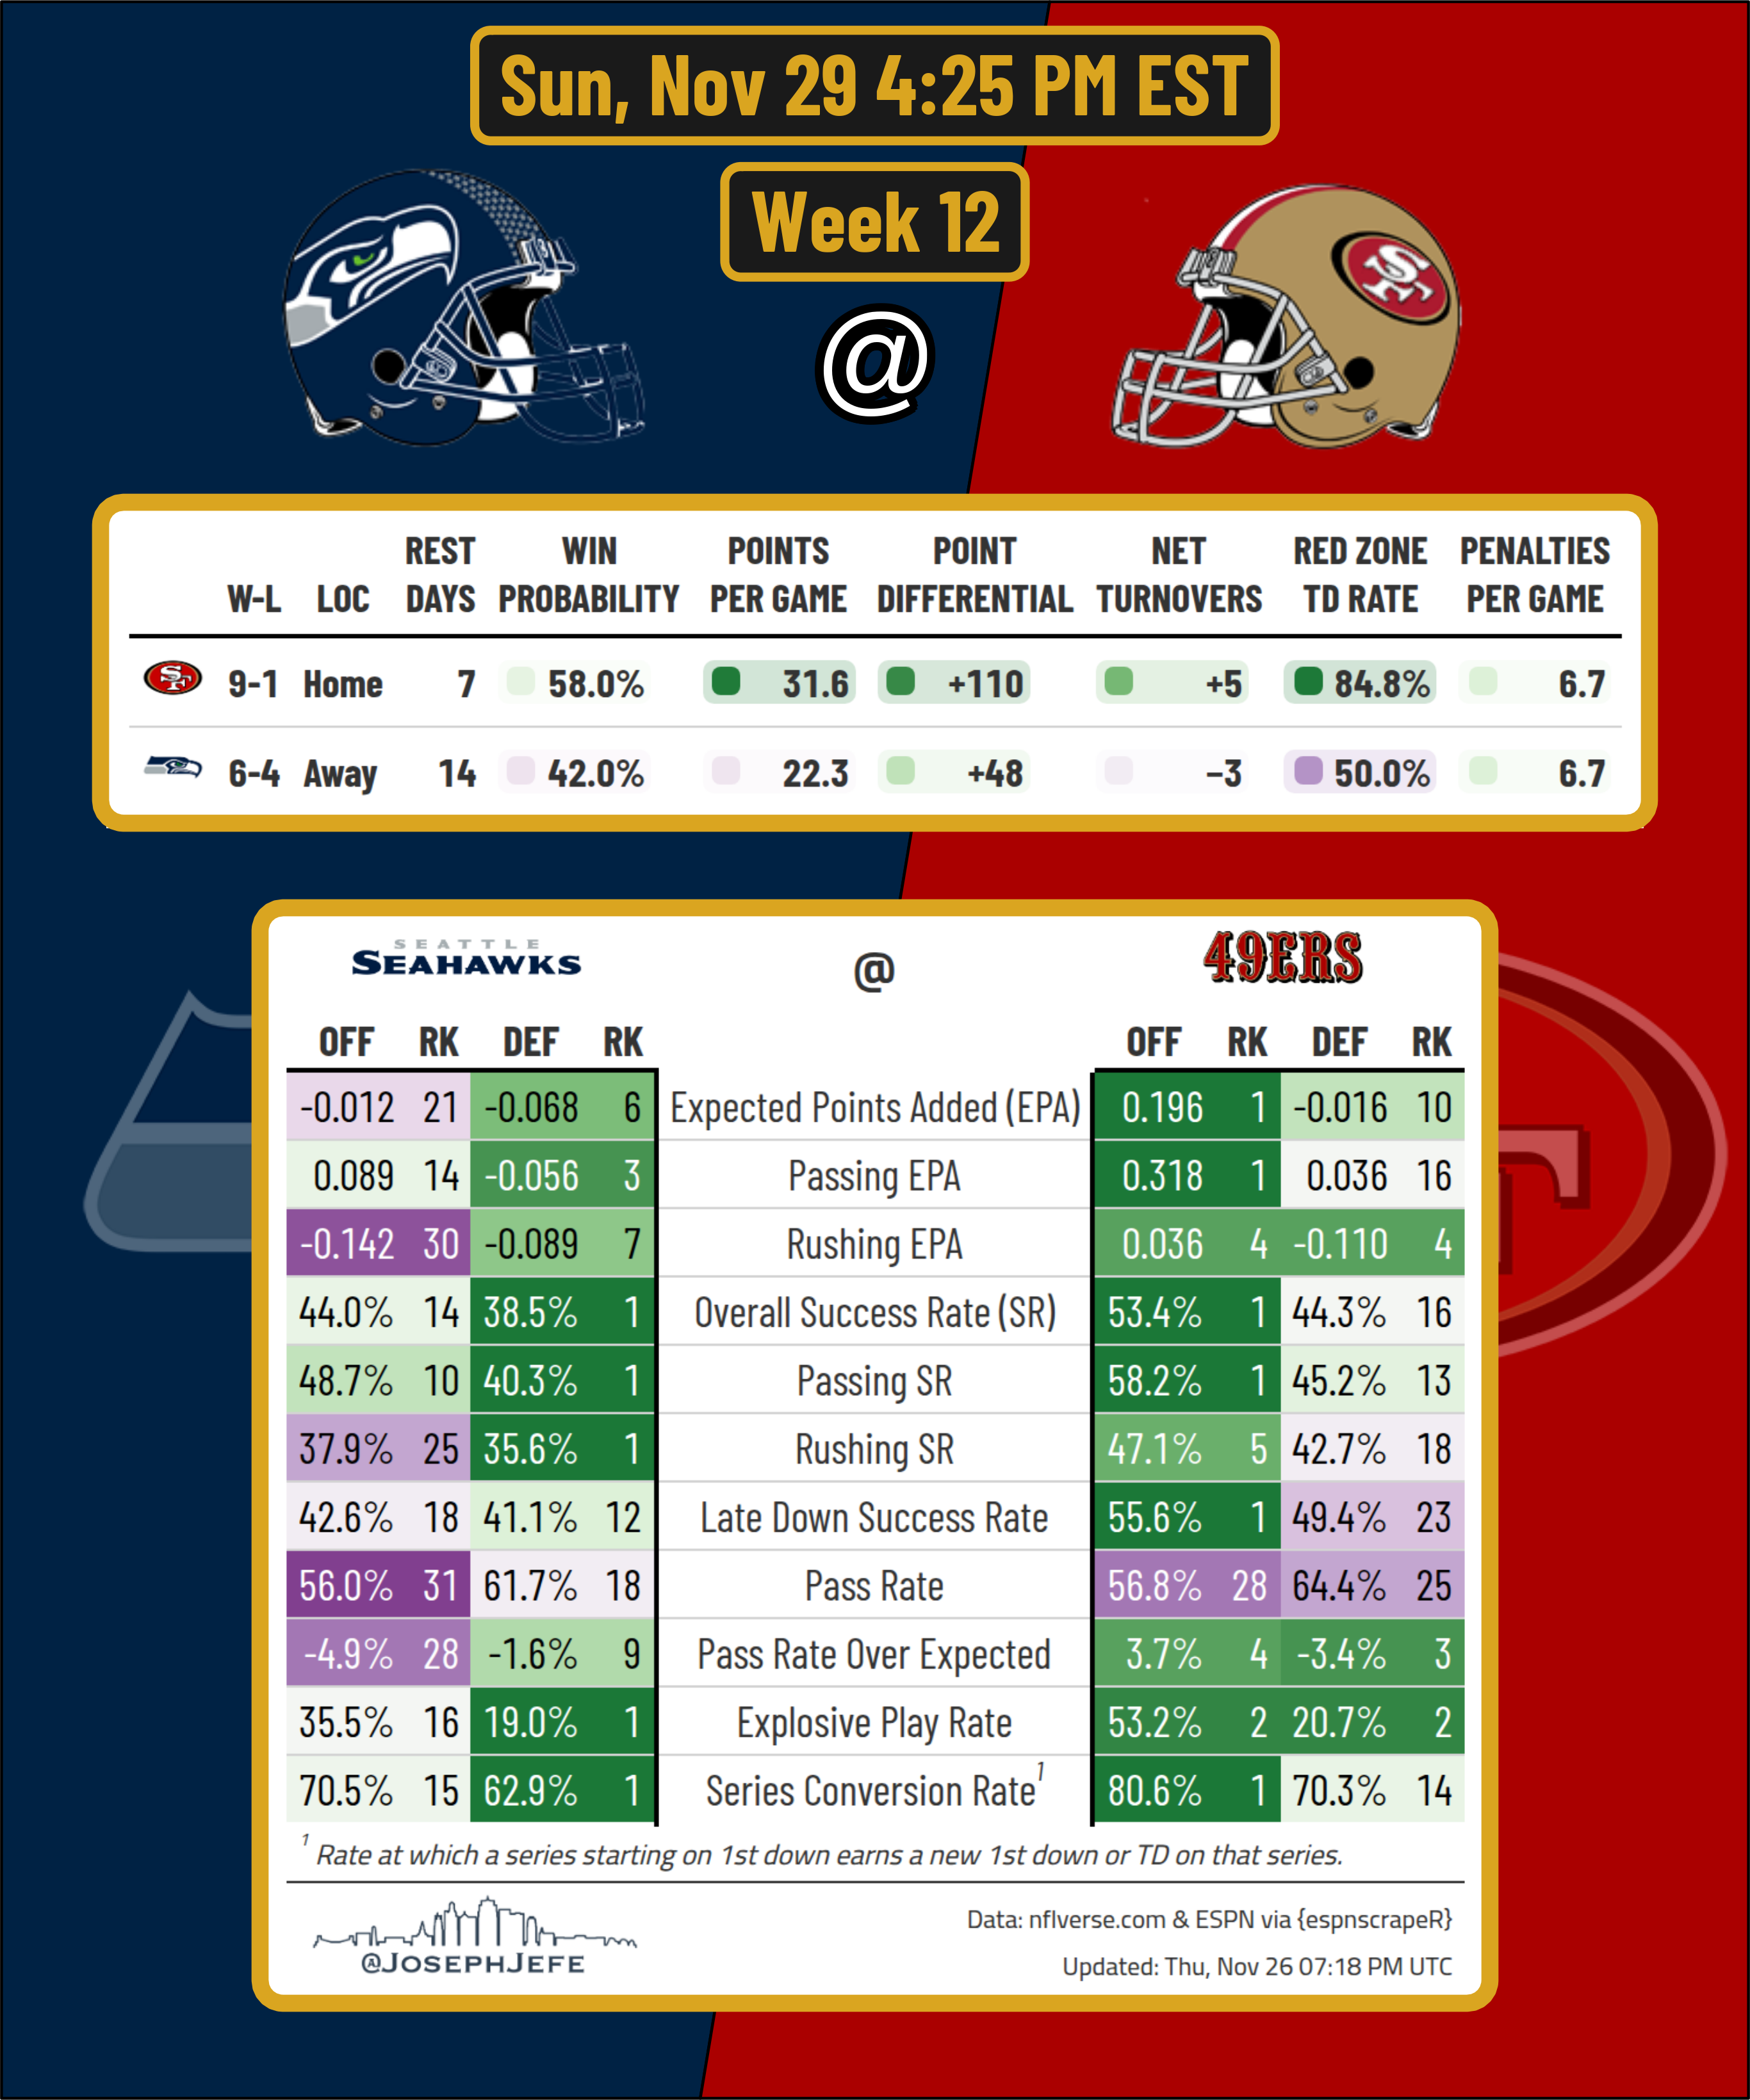 Sun, Nov 29 4:25 PM EST
Week 12
@
SF
REST WIN POINTS POINT NET RED ZONE PENALTIES
W-L LOC DAYS PROBABILITY PER GAME DIFFERENTIAL TURNOVERS TD RATE PER GAME
SF 9-1 Home 7 58.0% 31.6 +110 +5 84.8% 6.7
6-4 Away 14 42.0% 22.3 +48 −3 50.0% 6.7
SEATTLE
SEAHAWKS @ 49ERS
OFF RK DEF RK OFF RK DEF RK
-0.012 21 -0.068 6 Expected Points Added (EPA) 0.196 1 -0.016 10
0.089 14 -0.056 3 Passing EPA 0.318 1 0.036 16
-0.142 30 -0.089 7 Rushing EPA 0.036 4 -0.110 4
44.0% 14 38.5% 1 Overall Success Rate (SR) 53.4% 1 44.3% 16
48.7% 10 40.3% 1 Passing SR 58.2% 1 45.2% 13
37.9% 25 35.6% 1 Rushing SR 47.1% 5 42.7% 18
42.6% 18 41.1% 12 Late Down Success Rate 55.6% 1 49.4% 23
56.0% 31 61.7% 18 Pass Rate 56.8% 28 64.4% 25
-4.9% 28 -1.6% 9 Pass Rate Over Expected 3.7% 4 -3.4% 3
35.5% 16 19.0% 1 Explosive Play Rate 53.2% 2 20.7% 2
70.5% 15 62.9% 1 Series Conversion Rate¹ 80.6% 1 70.3% 14
¹ Rate at which a series starting on 1st down earns a new 1st down or TD on that series.
@JOSEPHJEFE
Data: nflverse.com & ESPN via {espnscrapeR}
Updated: Thu, Nov 26 07:18 PM UTC